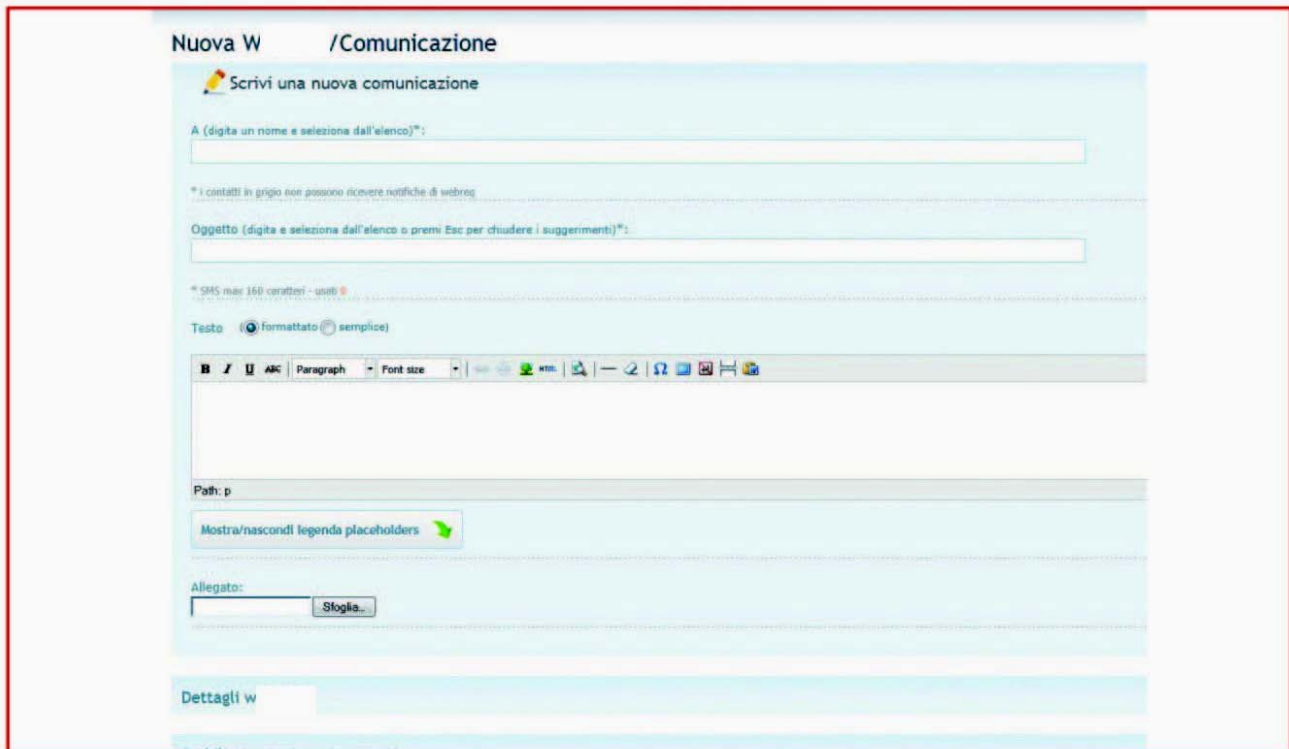 Nuova W /Comunicazione
Scrivi una nuova comunicazione
A (digita un nome e seleziona dall'elenco)*:
* i contatti in grigio non possono ricevere notifiche di webreq
Oggetto (digita e seleziona dall'elenco o premi Esc per chiudere i suggerimenti)*:
* SMS max 160 caratteri - usati 0
Testo (formattato semplice)
B I U ABC Paragraph Font size HTML Ω
Path: p
Mostra/nascondi legenda placeholders
Allegato:
Sfoglia...
Dettagli w